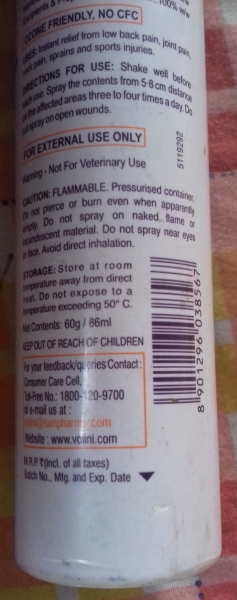 100% w/w
OZONE FRIENDLY, NO CFC
USES: Instant relief from low back pain, joint pain,
neck pain, sprains and sports injuries.
DIRECTIONS FOR USE: Shake well before
each use. Spray the contents from 5-8 cm distance
on the affected areas three to four times a day. Do
not spray on open wounds.
FOR EXTERNAL USE ONLY
5119292
Warning - Not For Veterinary Use
CAUTION: FLAMMABLE. Pressurised container.
Do not pierce or burn even when apparently
empty. Do not spray on naked flame or
incandescent material. Do not spray near eyes
or face. Avoid direct inhalation.
STORAGE: Store at room
temperature away from direct
heat. Do not expose to a
temperature exceeding 50° C.
Net Contents: 60g / 86ml
KEEP OUT OF REACH OF CHILDREN
8 901296 038567
For your feedback/queries Contact:
Consumer Care Cell,
Toll-Free No.: 1800-120-9700
or e-mail us at :
Website : www.volini.com
M.R.P. ₹ (Incl. of all taxes)
Batch No., Mfg. and Exp. Date ▼